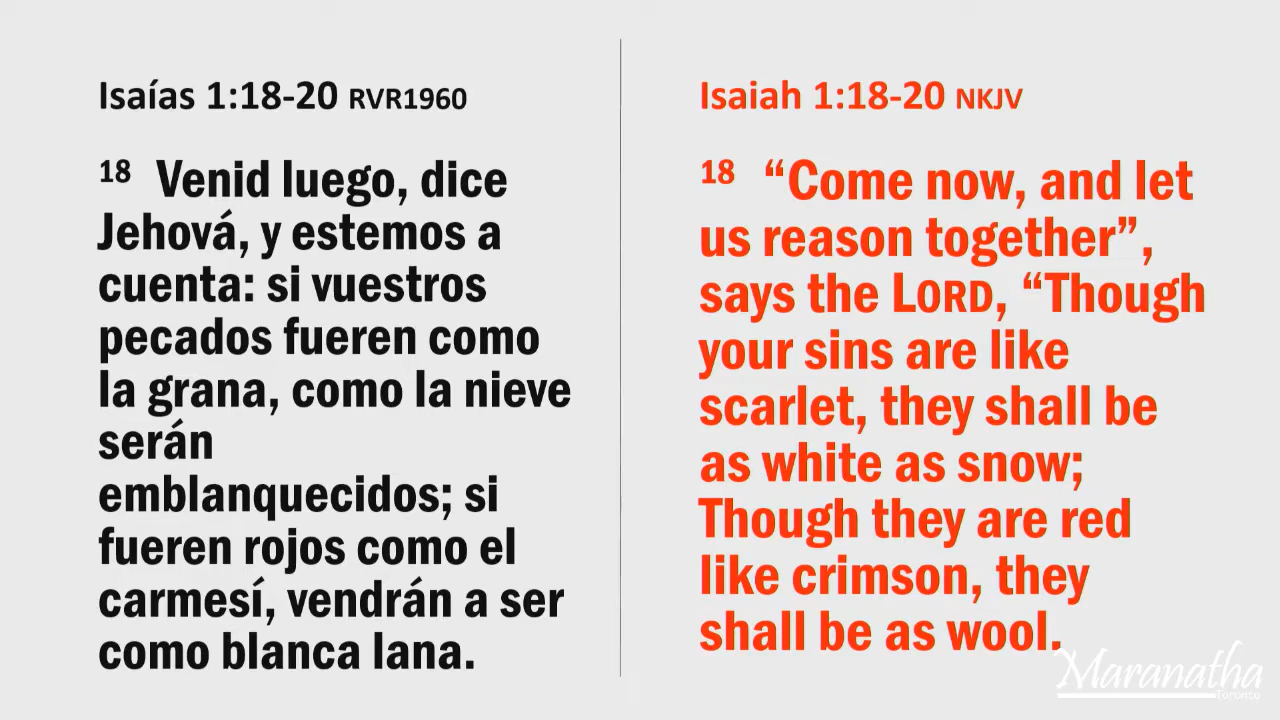 Isaías 1:18-20 RVR1960
18 Venid luego, dice
Jehová, y estemos a
cuenta: si vuestros
pecados fueren como
la grana, como la nieve
serán
emblanquecidos; si
fueren rojos como el
carmesí, vendrán a ser
como blanca lana.
Isaiah 1:18-20 NKJV
18 “Come now, and let
us reason together”,
says the LORD, “Though
your sins are like
scarlet, they shall be
as white as snow;
Though they are red
like crimson, they
shall be as wool.
Maranatha
Toronto